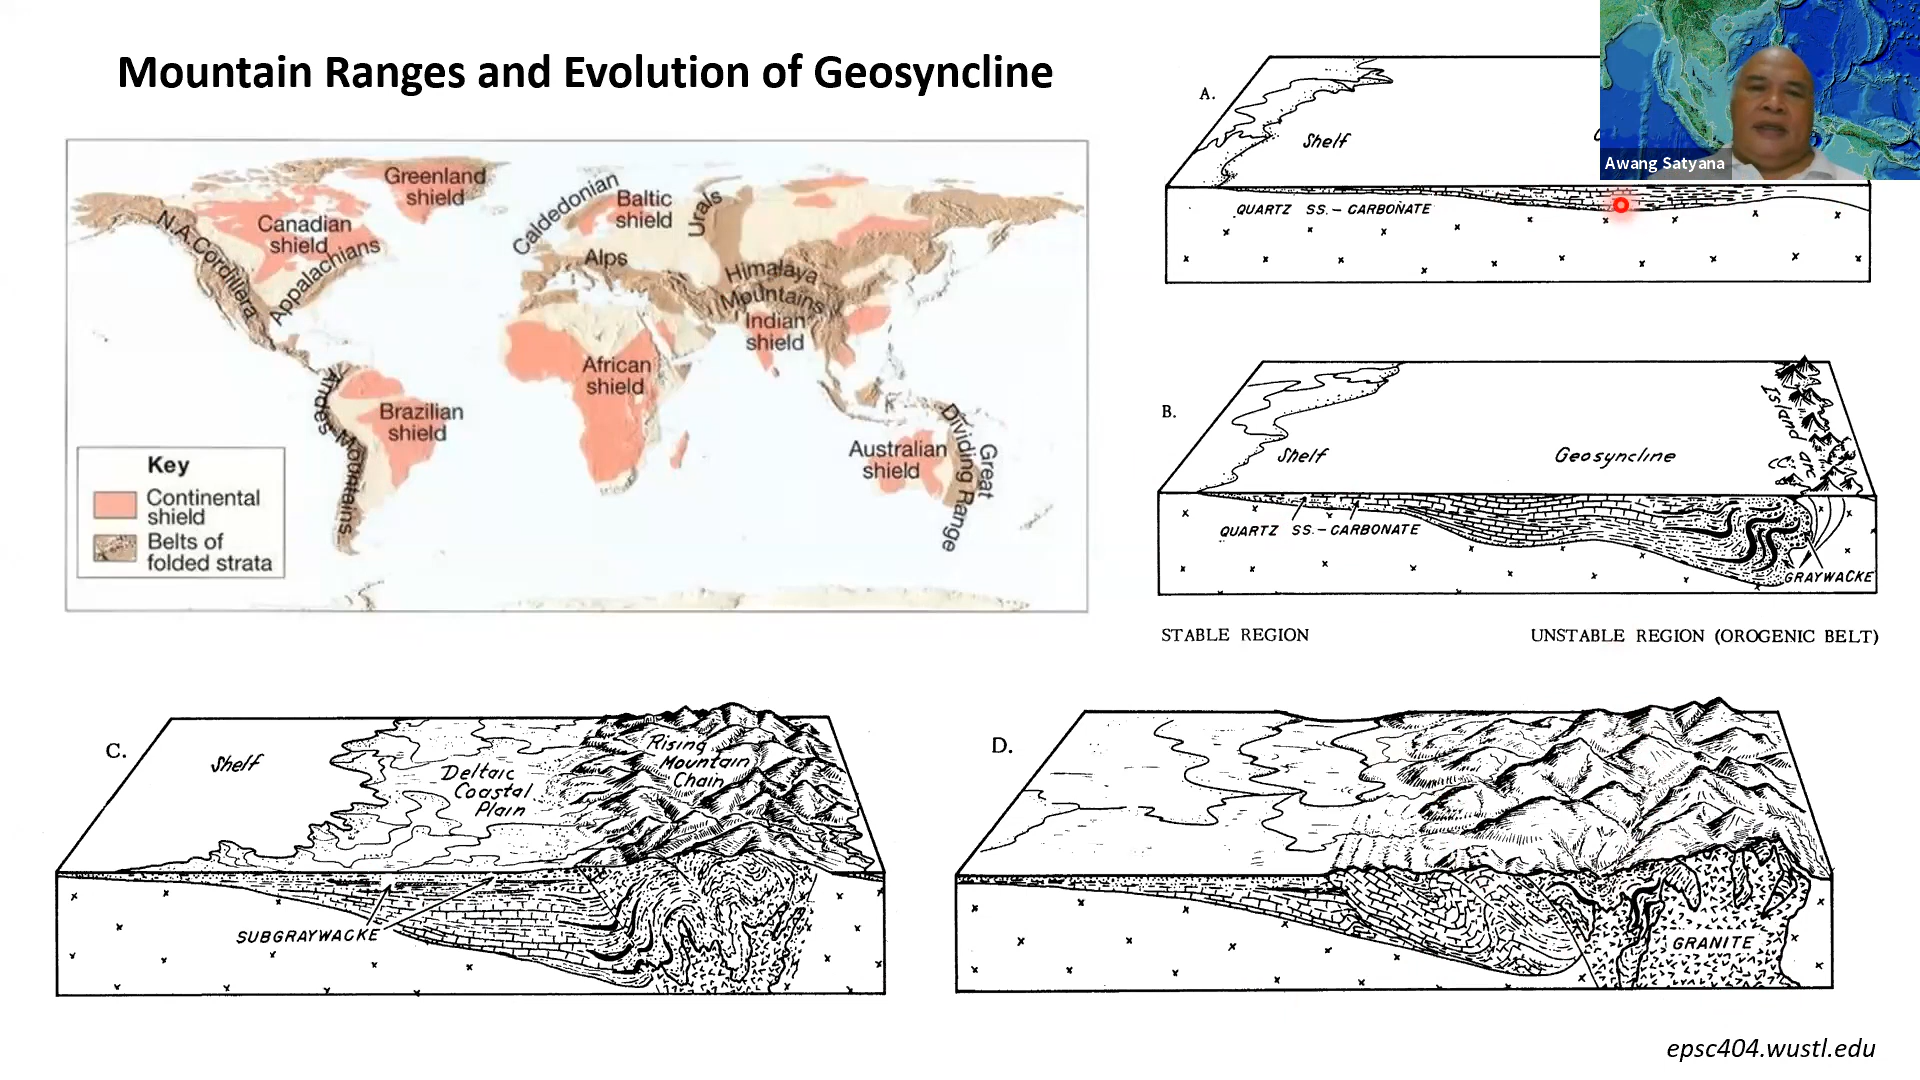 Mountain Ranges and Evolution of Geosyncline
Awang Satyana
Greenland
shield
Canadian
shield
N.A.Cordillera
Appalachians
Caldedonian
Baltic
shield
Urals
Alps
Himalaya
Mountains
Indian
shield
African
shield
Andes
Mountains
Brazilian
shield
Australian
shield
Great
Dividing Range
Key
Continental
shield
Belts of
folded strata
A.
Shelf
QUARTZ SS.-CARBONATE
B.
Shelf
Geosyncline
Island arc
QUARTZ SS.-CARBONATE
GRAYWACKE
STABLE REGION
UNSTABLE REGION (OROGENIC BELT)
C.
Shelf
Deltaic
Coastal
Plain
Rising
Mountain
Chain
SUBGRAYWACKE
D.
GRANITE
epsc404.wustl.edu